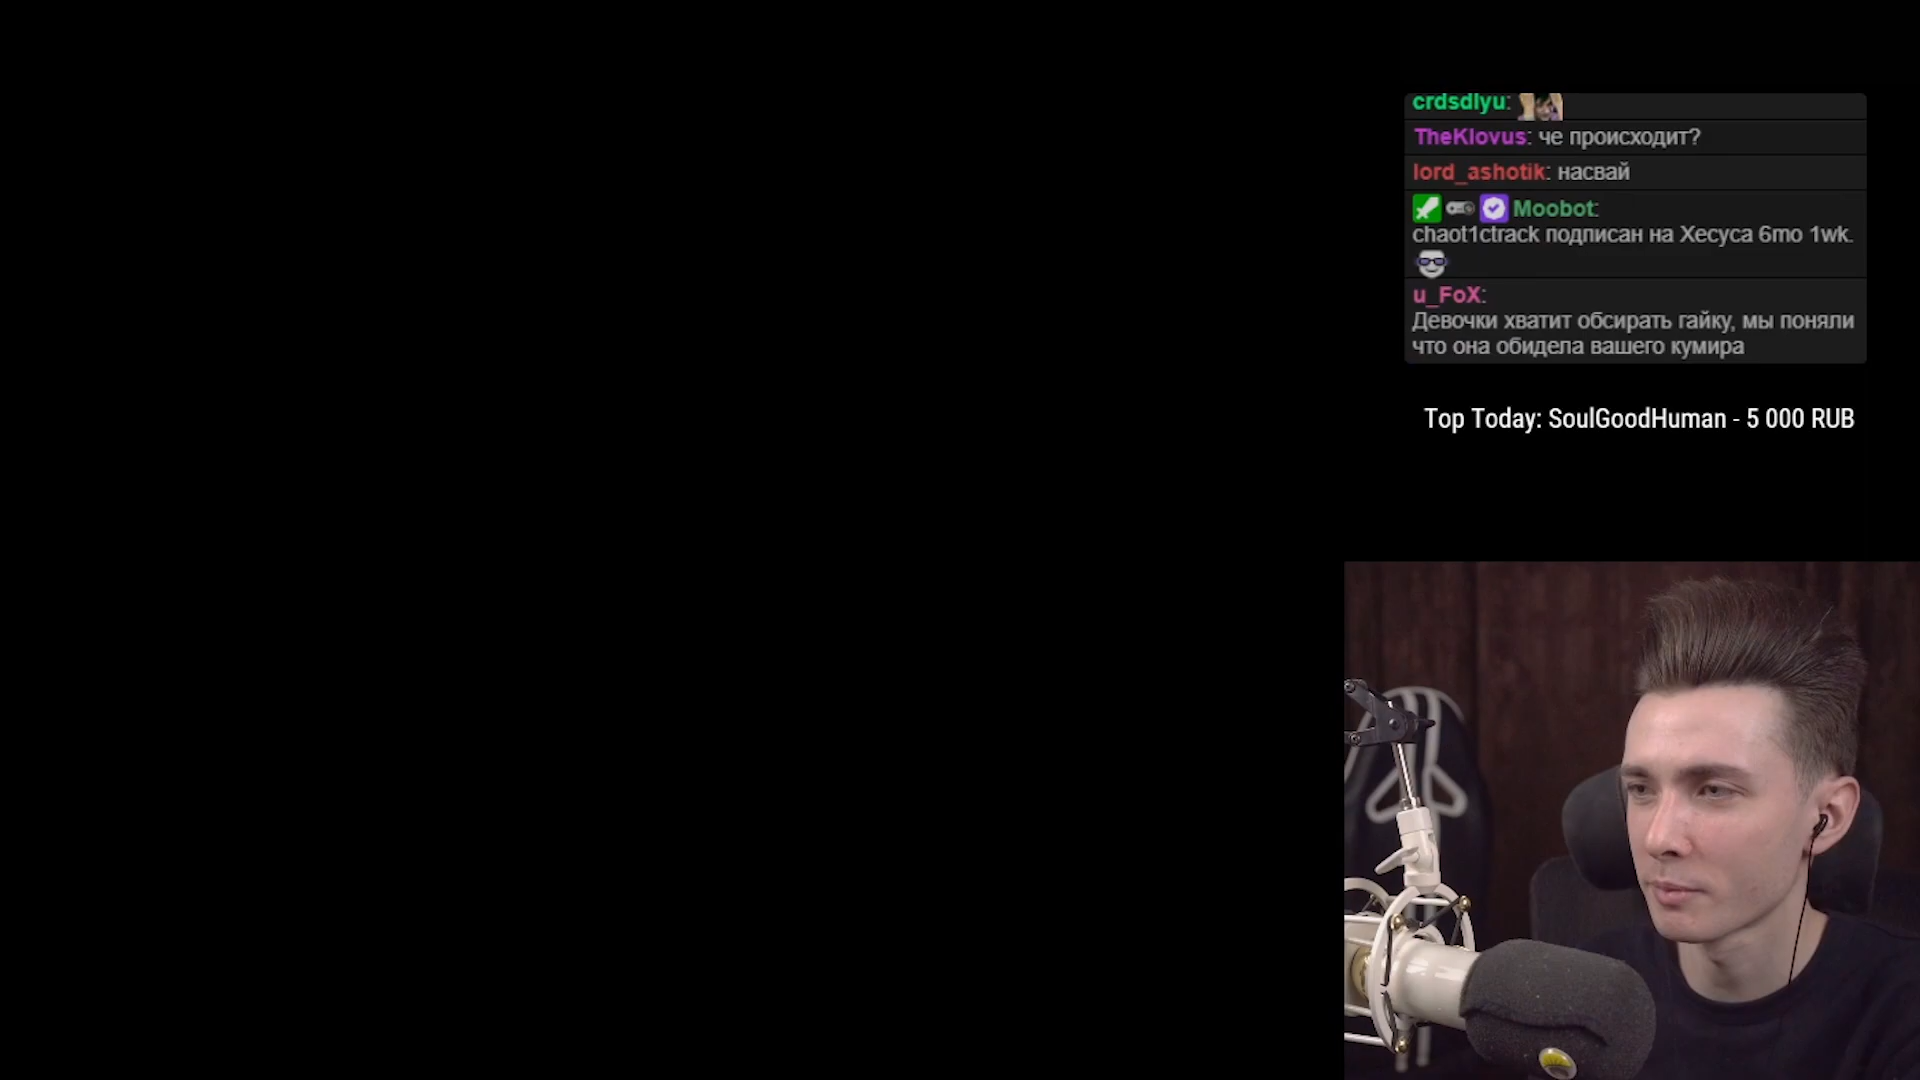 crdsdlyu:
TheKlovus: че происходит?
lord_ashotik: насвай
Moobot:
chaot1ctrack подписан на Хесуса 6mo 1wk.
u_FoX:
Девочки хватит обсирать гайку, мы поняли
что она обидела вашего кумира
Top Today: SoulGoodHuman - 5 000 RUB